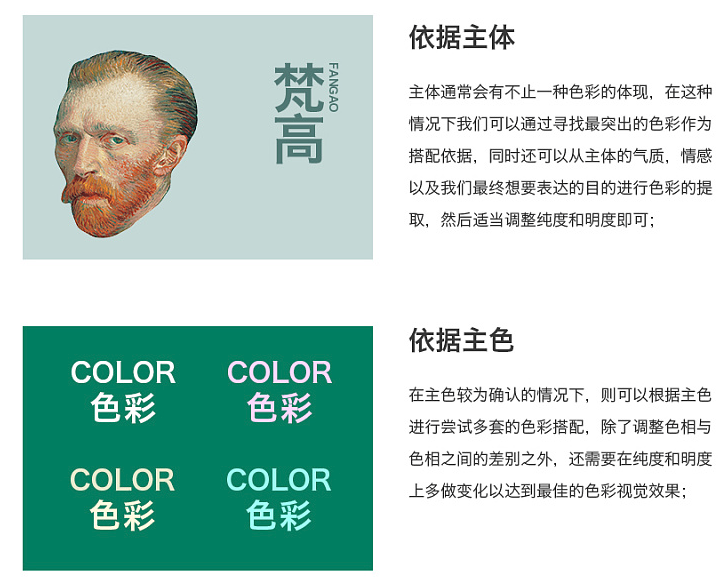 梵高
FANGAO
依据主体
主体通常会有不止一种色彩的体现，在这种
情况下我们可以通过寻找最突出的色彩作为
搭配依据，同时还可以从主体的气质，情感
以及我们最终想要表达的目的进行色彩的提
取，然后适当调整纯度和明度即可；
COLOR
色彩
COLOR
色彩
COLOR
色彩
COLOR
色彩
依据主色
在主色较为确认的情况下，则可以根据主色
进行尝试多套的色彩搭配，除了调整色相与
色相之间的差别之外，还需要在纯度和明度
上多做变化以达到最佳的色彩视觉效果；